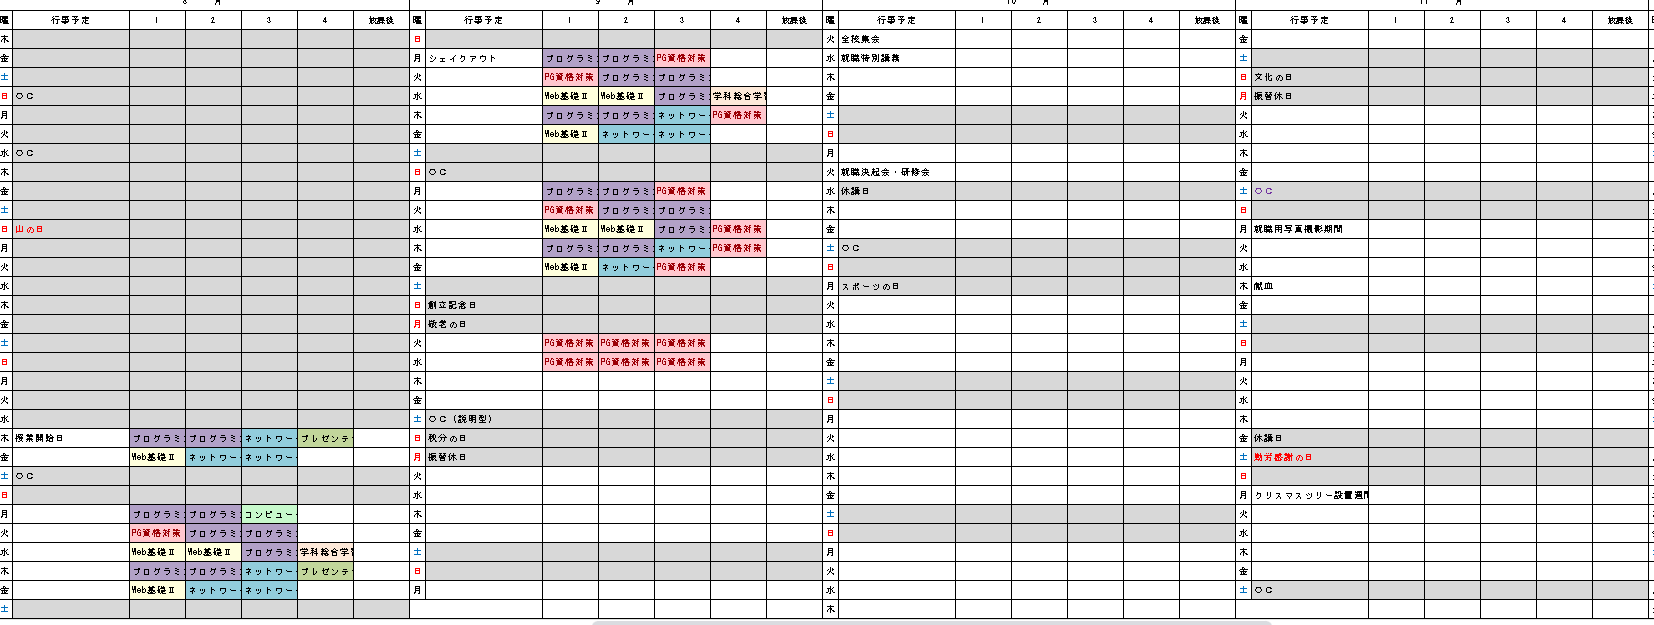 8 月 9 月 10 月 11 月
曜 行事予定 1 2 3 4 放課後 曜 行事予定 1 2 3 4 放課後 曜 行事予定 1 2 3 4 放課後 曜 行事予定 1 2 3 4 放課後
木 日 火 全校集会 金
金 月 シェイクアウト プログラミ プログラミ PG資格対策 水 就職特別講義 土
土 火 PG資格対策 プログラミ プログラミ 木 日 文化の日
日 ○C 水 Web基礎Ⅱ Web基礎Ⅱ プログラミ 学科総合学習 金 月 振替休日
月 木 プログラミ プログラミ ネットワー PG資格対策 土 火
火 金 Web基礎Ⅱ ネットワー ネットワー 日 水
水 ○C 土 月 木
木 日 ○C 火 就職決起会・研修会 金
金 月 プログラミ プログラミ PG資格対策 水 休講日 土 ○C
土 火 PG資格対策 プログラミ プログラミ 木 日
日 山の日 水 Web基礎Ⅱ Web基礎Ⅱ プログラミ PG資格対策 金 月 就職用写真撮影期間
月 木 プログラミ プログラミ ネットワー PG資格対策 土 ○C 火
火 金 Web基礎Ⅱ ネットワー PG資格対策 日 水
水 土 月 スポーツの日 木 献血
木 日 創立記念日 火 金
金 月 敬老の日 水 土
土 火 PG資格対策 PG資格対策 PG資格対策 木 日
日 水 PG資格対策 PG資格対策 PG資格対策 金 月
月 木 土 火
火 金 日 水
水 土 ○C（説明型） 月 木
木 授業開始日 プログラミ プログラミ ネットワー プレゼンテ 日 秋分の日 火 金 休講日
金 Web基礎Ⅱ ネットワー ネットワー 月 振替休日 水 土 勤労感謝の日
土 ○C 火 木 日
日 水 金 月 クリスマスツリー設置週間
月 プログラミ プログラミ コンピュー 木 土 火
火 PG資格対策 プログラミ プログラミ 金 日 水
水 Web基礎Ⅱ Web基礎Ⅱ プログラミ 学科総合学習 土 月 木
木 プログラミ プログラミ ネットワー プレゼンテ 日 火 金
金 Web基礎Ⅱ ネットワー ネットワー 月 水 土 ○C
土 木